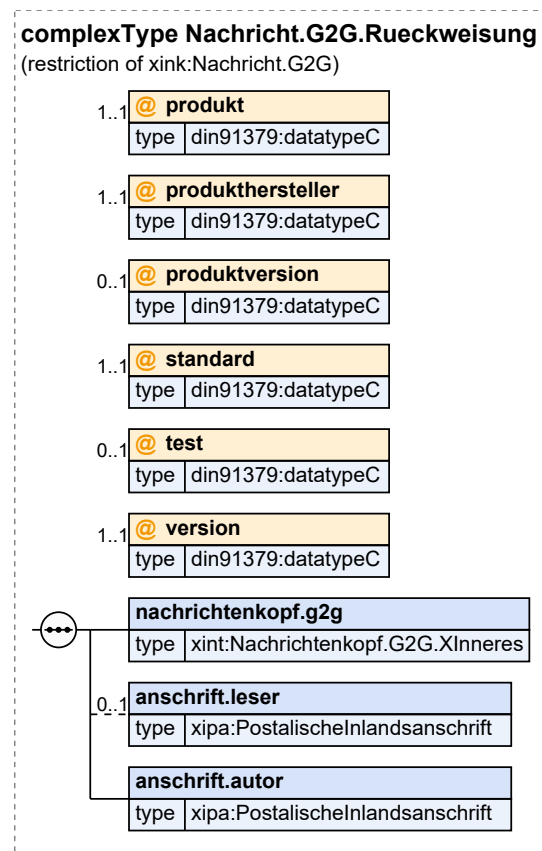 complexType Nachricht.G2G.Rueckweisung
(restriction of xink:Nachricht.G2G)
1..1 @ produkt
type din91379:datatypeC
1..1 @ produkthersteller
type din91379:datatypeC
0..1 @ produktversion
type din91379:datatypeC
1..1 @ standard
type din91379:datatypeC
0..1 @ test
type din91379:datatypeC
1..1 @ version
type din91379:datatypeC
nachrichtenkopf.g2g
type xint:Nachrichtenkopf.G2G.XInneres
0..1 anschrift.leser
type xipa:PostalischeInlandsanschrift
anschrift.autor
type xipa:PostalischeInlandsanschrift